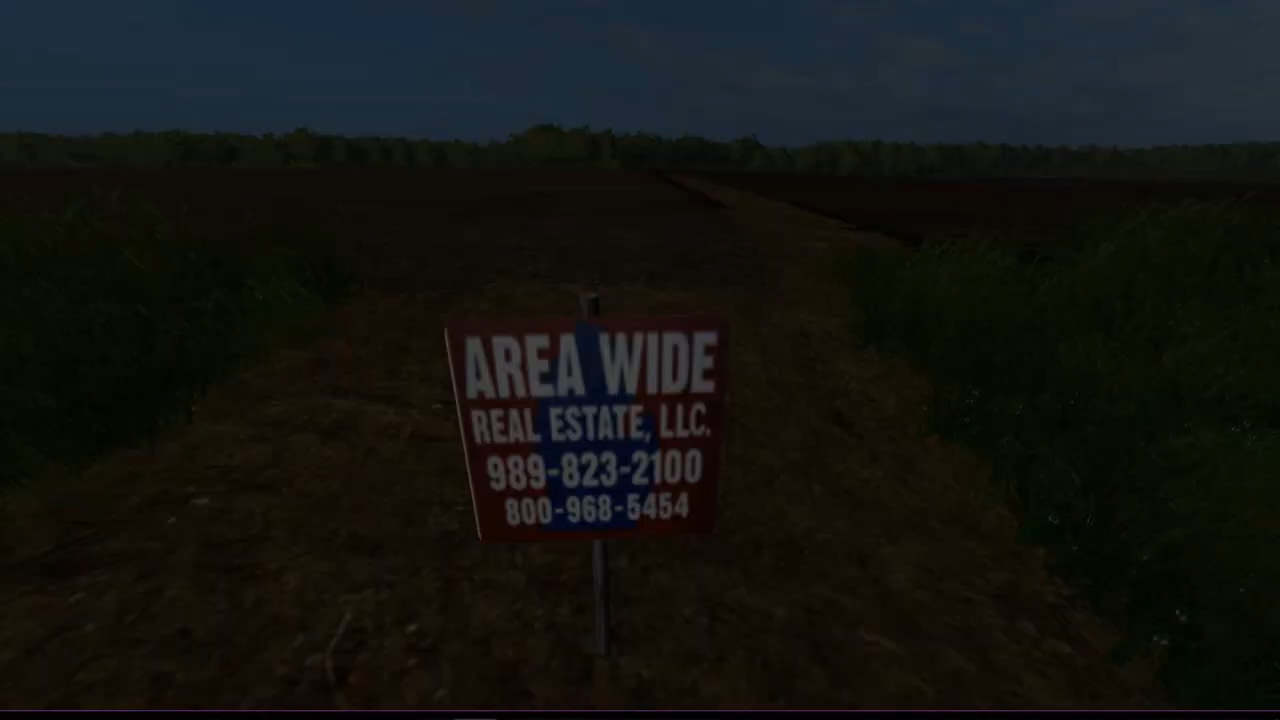 AREA WIDE
REAL ESTATE, LLC.
989-823-2100
800-968-5454